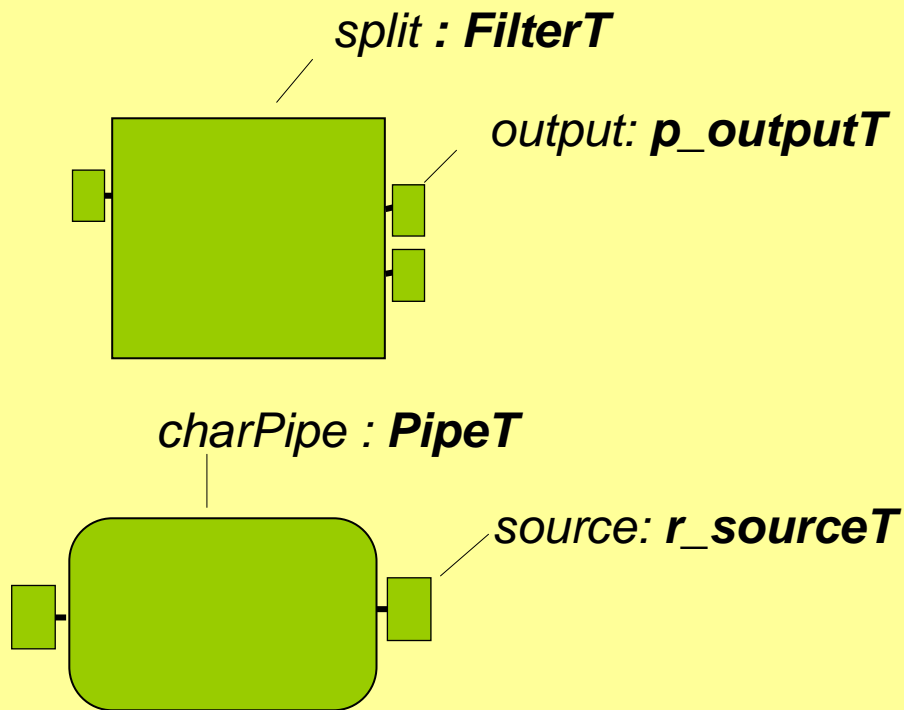 split : FilterT
output: p_outputT
charPipe : PipeT
source: r_sourceT